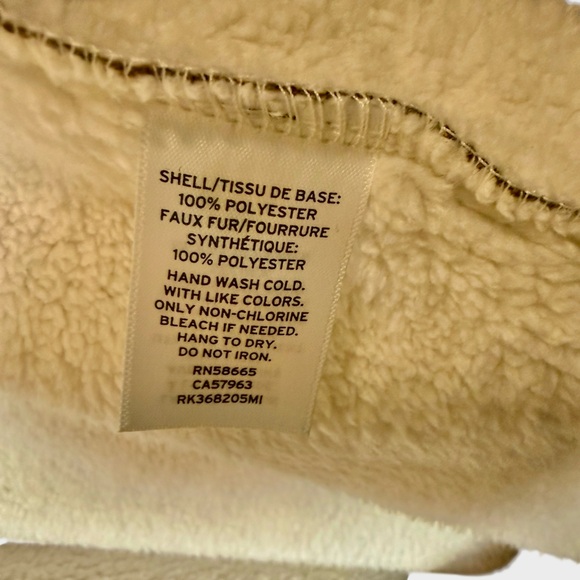 SHELL/TISSU DE BASE:
100% POLYESTER
FAUX FUR/FOURRURE
SYNTHÉTIQUE:
100% POLYESTER
HAND WASH COLD.
WITH LIKE COLORS.
ONLY NON-CHLORINE
BLEACH IF NEEDED.
HANG TO DRY.
DO NOT IRON.
RN58665
CA57963
RK368205MI